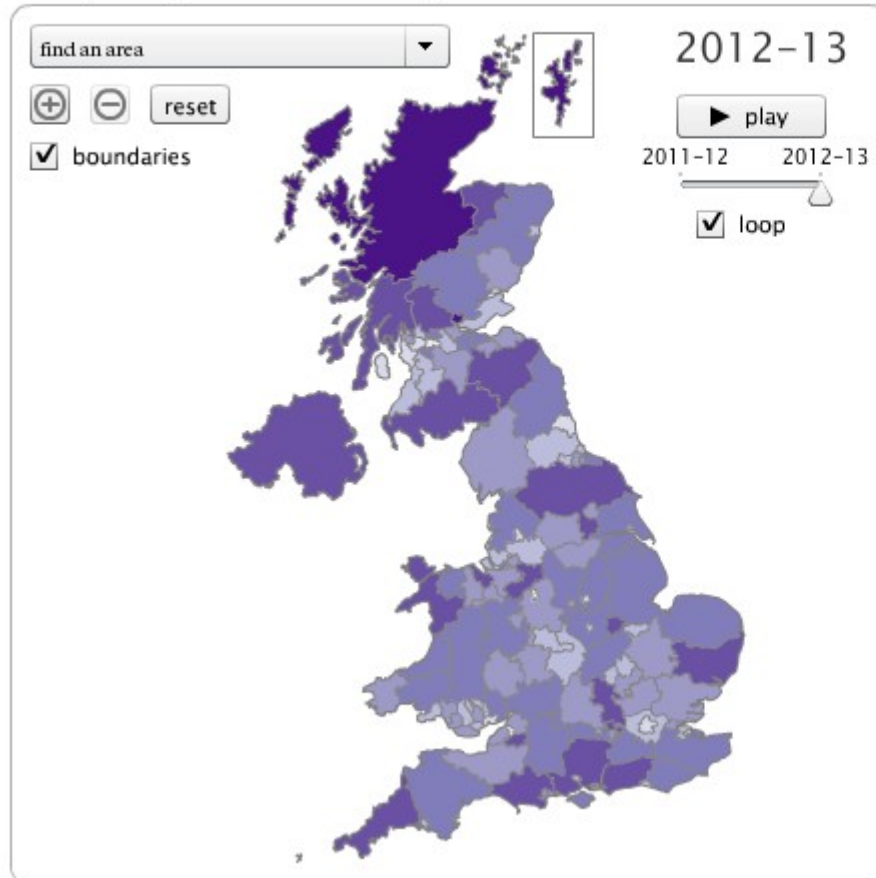 find an area
reset
boundaries
2012-13
play
2011-12 2012-13
loop